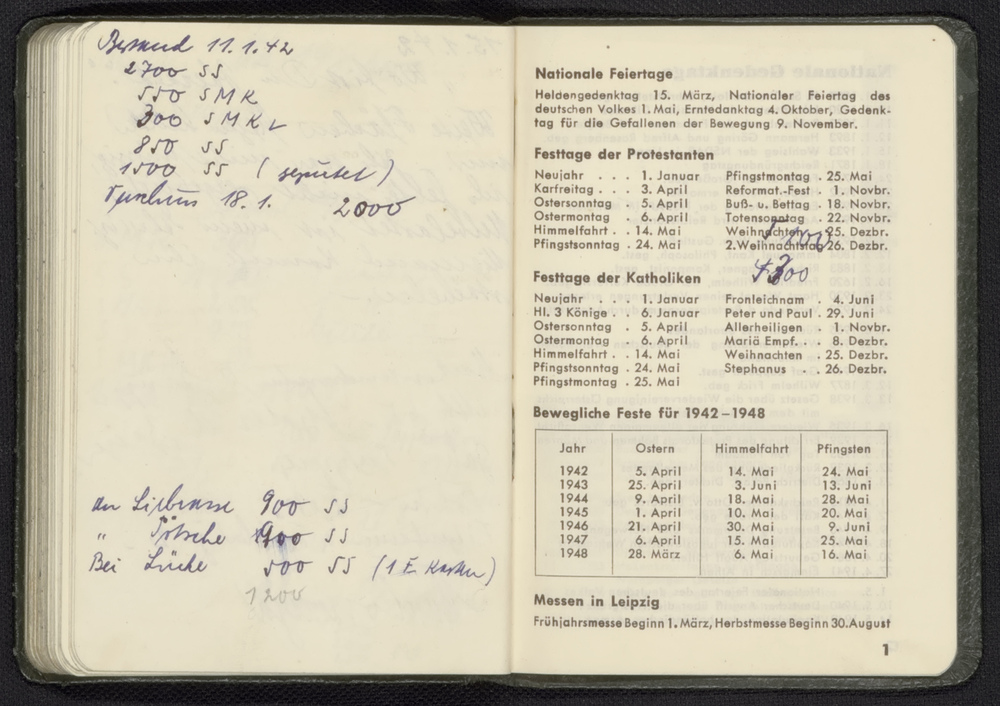 Bestand 11.1.42
2700 SS
550 SMK
300 SMKL
850 SS
1500 SS (gegurtet)
18.1. 2000
an Liebmann 900 SS
" 900 SS
Bei Lücke 500 SS (1 E Kasten)
1200
Nationale Feiertage
Heldengedenktag 15. März, Nationaler Feiertag des
deutschen Volkes 1. Mai, Erntedanktag 4. Oktober, Gedenk-
tag für die Gefallenen der Bewegung 9. November.
Festtage der Protestanten
Neujahr . . . 1. Januar Pfingstmontag . 25. Mai
Karfreitag . . . 3. April Reformat.-Fest . 1. Novbr.
Ostersonntag . 5. April Buß- u. Bettag . 18. Novbr.
Ostermontag . 6. April Totensonntag . 22. Novbr.
Himmelfahrt . . 14. Mai Weihnachten . 25. Dezbr.
Pfingstsonntag . 24. Mai 2. Weihnachtstag 26. Dezbr.
4300
Festtage der Katholiken
Neujahr . . . 1. Januar Fronleichnam . 4. Juni
Hl. 3 Könige . . 6. Januar Peter und Paul . 29. Juni
Ostersonntag . 5. April Allerheiligen . 1. Novbr.
Ostermontag . 6. April Mariä Empf. . . 8. Dezbr.
Himmelfahrt . . 14. Mai Weihnachten . 25. Dezbr.
Pfingstsonntag . 24. Mai Stephanus . . 26. Dezbr.
Pfingstmontag . 25. Mai
Bewegliche Feste für 1942–1948
Jahr Ostern Himmelfahrt Pfingsten
1942 5. April 14. Mai 24. Mai
1943 25. April 3. Juni 13. Juni
1944 9. April 18. Mai 28. Mai
1945 1. April 10. Mai 20. Mai
1946 21. April 30. Mai 9. Juni
1947 6. April 15. Mai 25. Mai
1948 28. März 6. Mai 16. Mai
Messen in Leipzig
Frühjahrsmesse Beginn 1. März, Herbstmesse Beginn 30. August
1